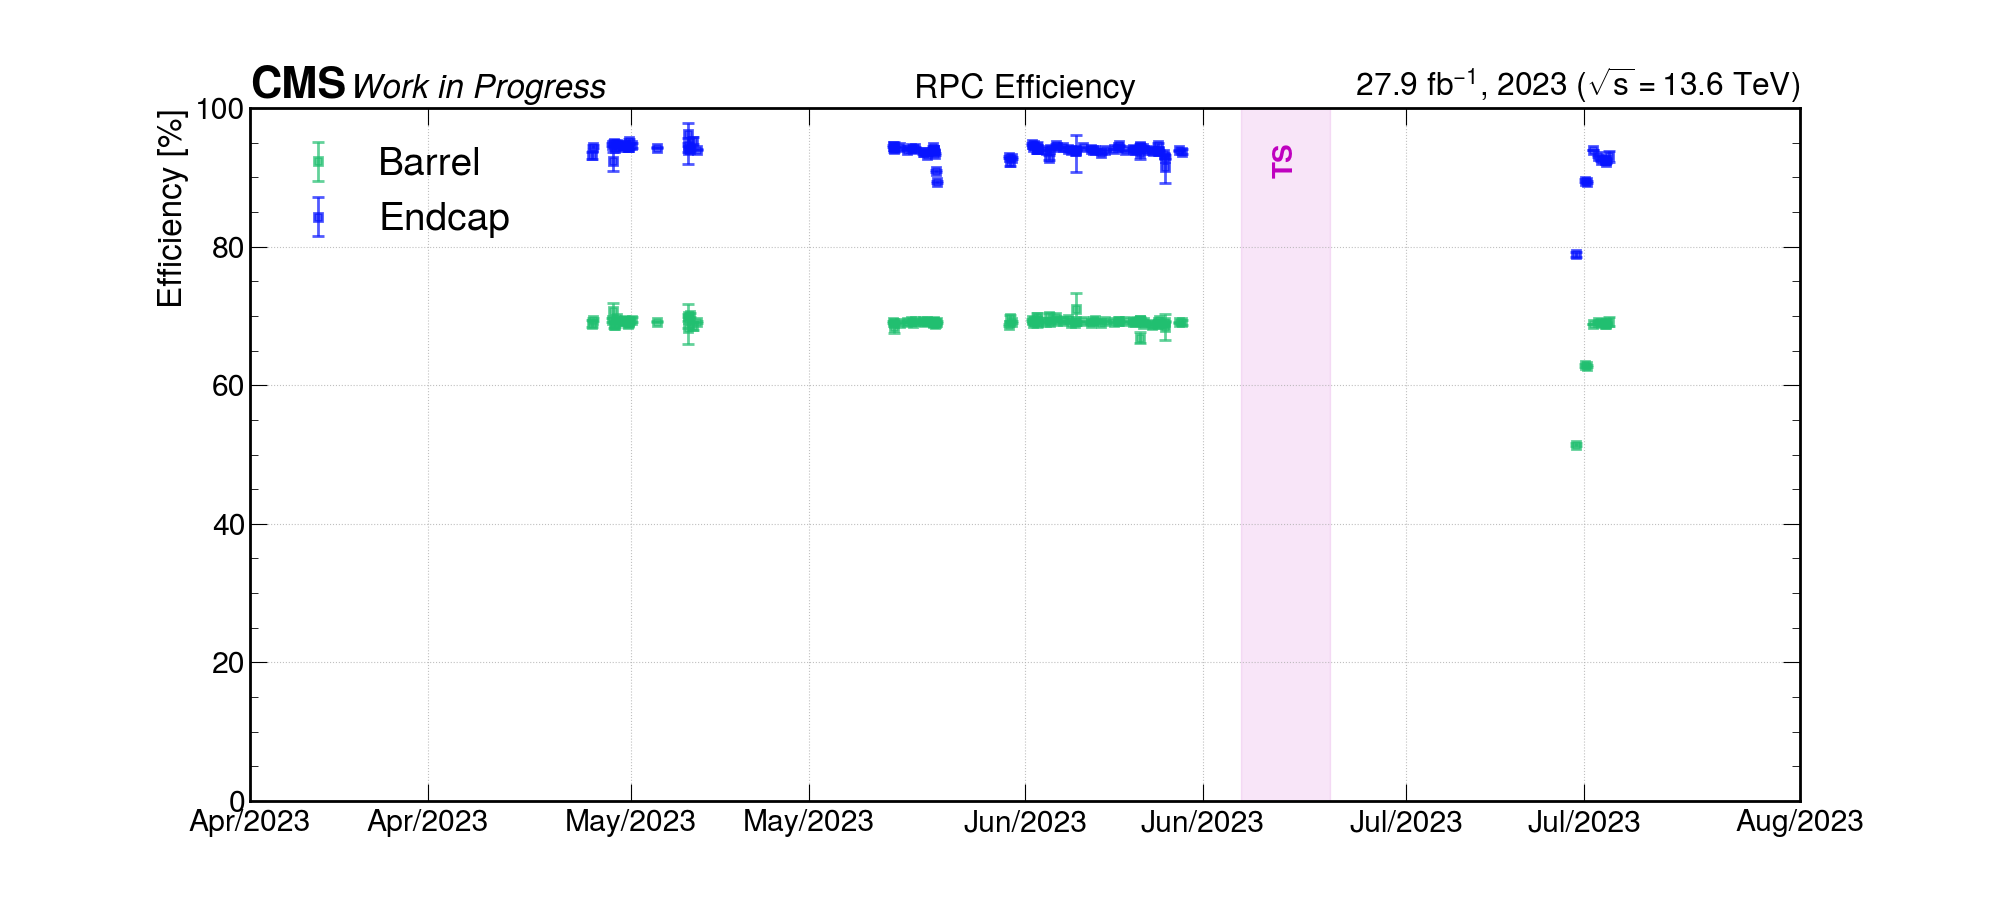 CMS Work in Progress RPC Efficiency 27.9 fb⁻¹, 2023 (√s = 13.6 TeV)
Efficiency [%]
100
80
60
40
20
0
Barrel
Endcap
TS
Apr/2023 Apr/2023 May/2023 May/2023 Jun/2023 Jun/2023 Jul/2023 Jul/2023 Aug/2023